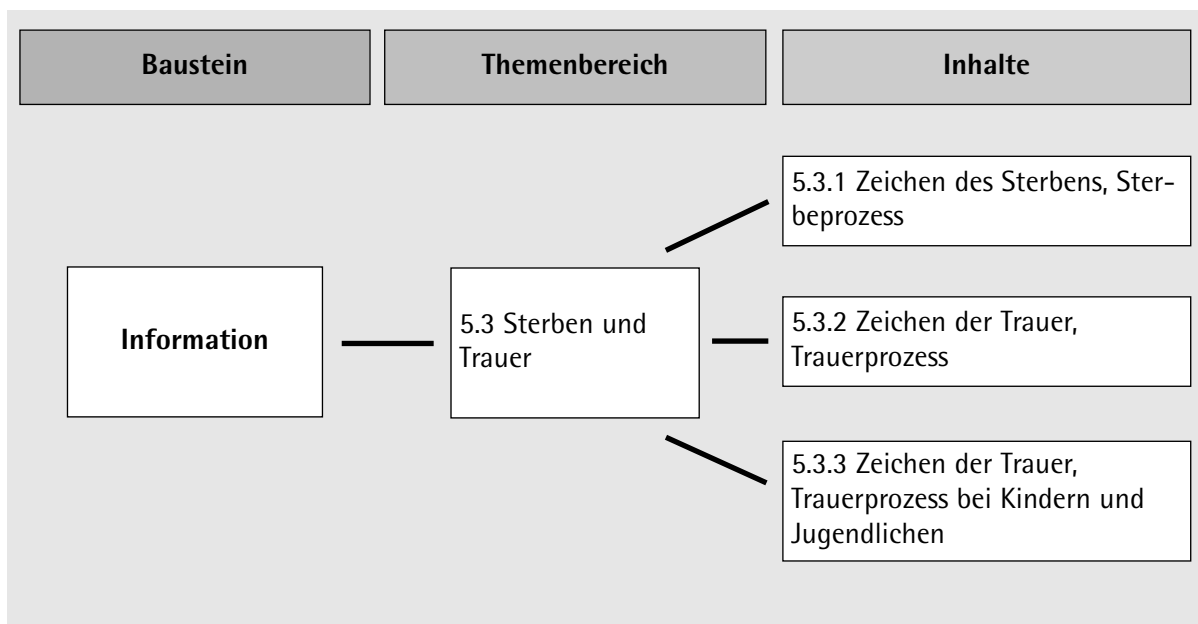 Baustein
Themenbereich
Inhalte
Information
5.3 Sterben und
Trauer
5.3.1 Zeichen des Sterbens, Ster-
beprozess
5.3.2 Zeichen der Trauer,
Trauerprozess
5.3.3 Zeichen der Trauer,
Trauerprozess bei Kindern und
Jugendlichen